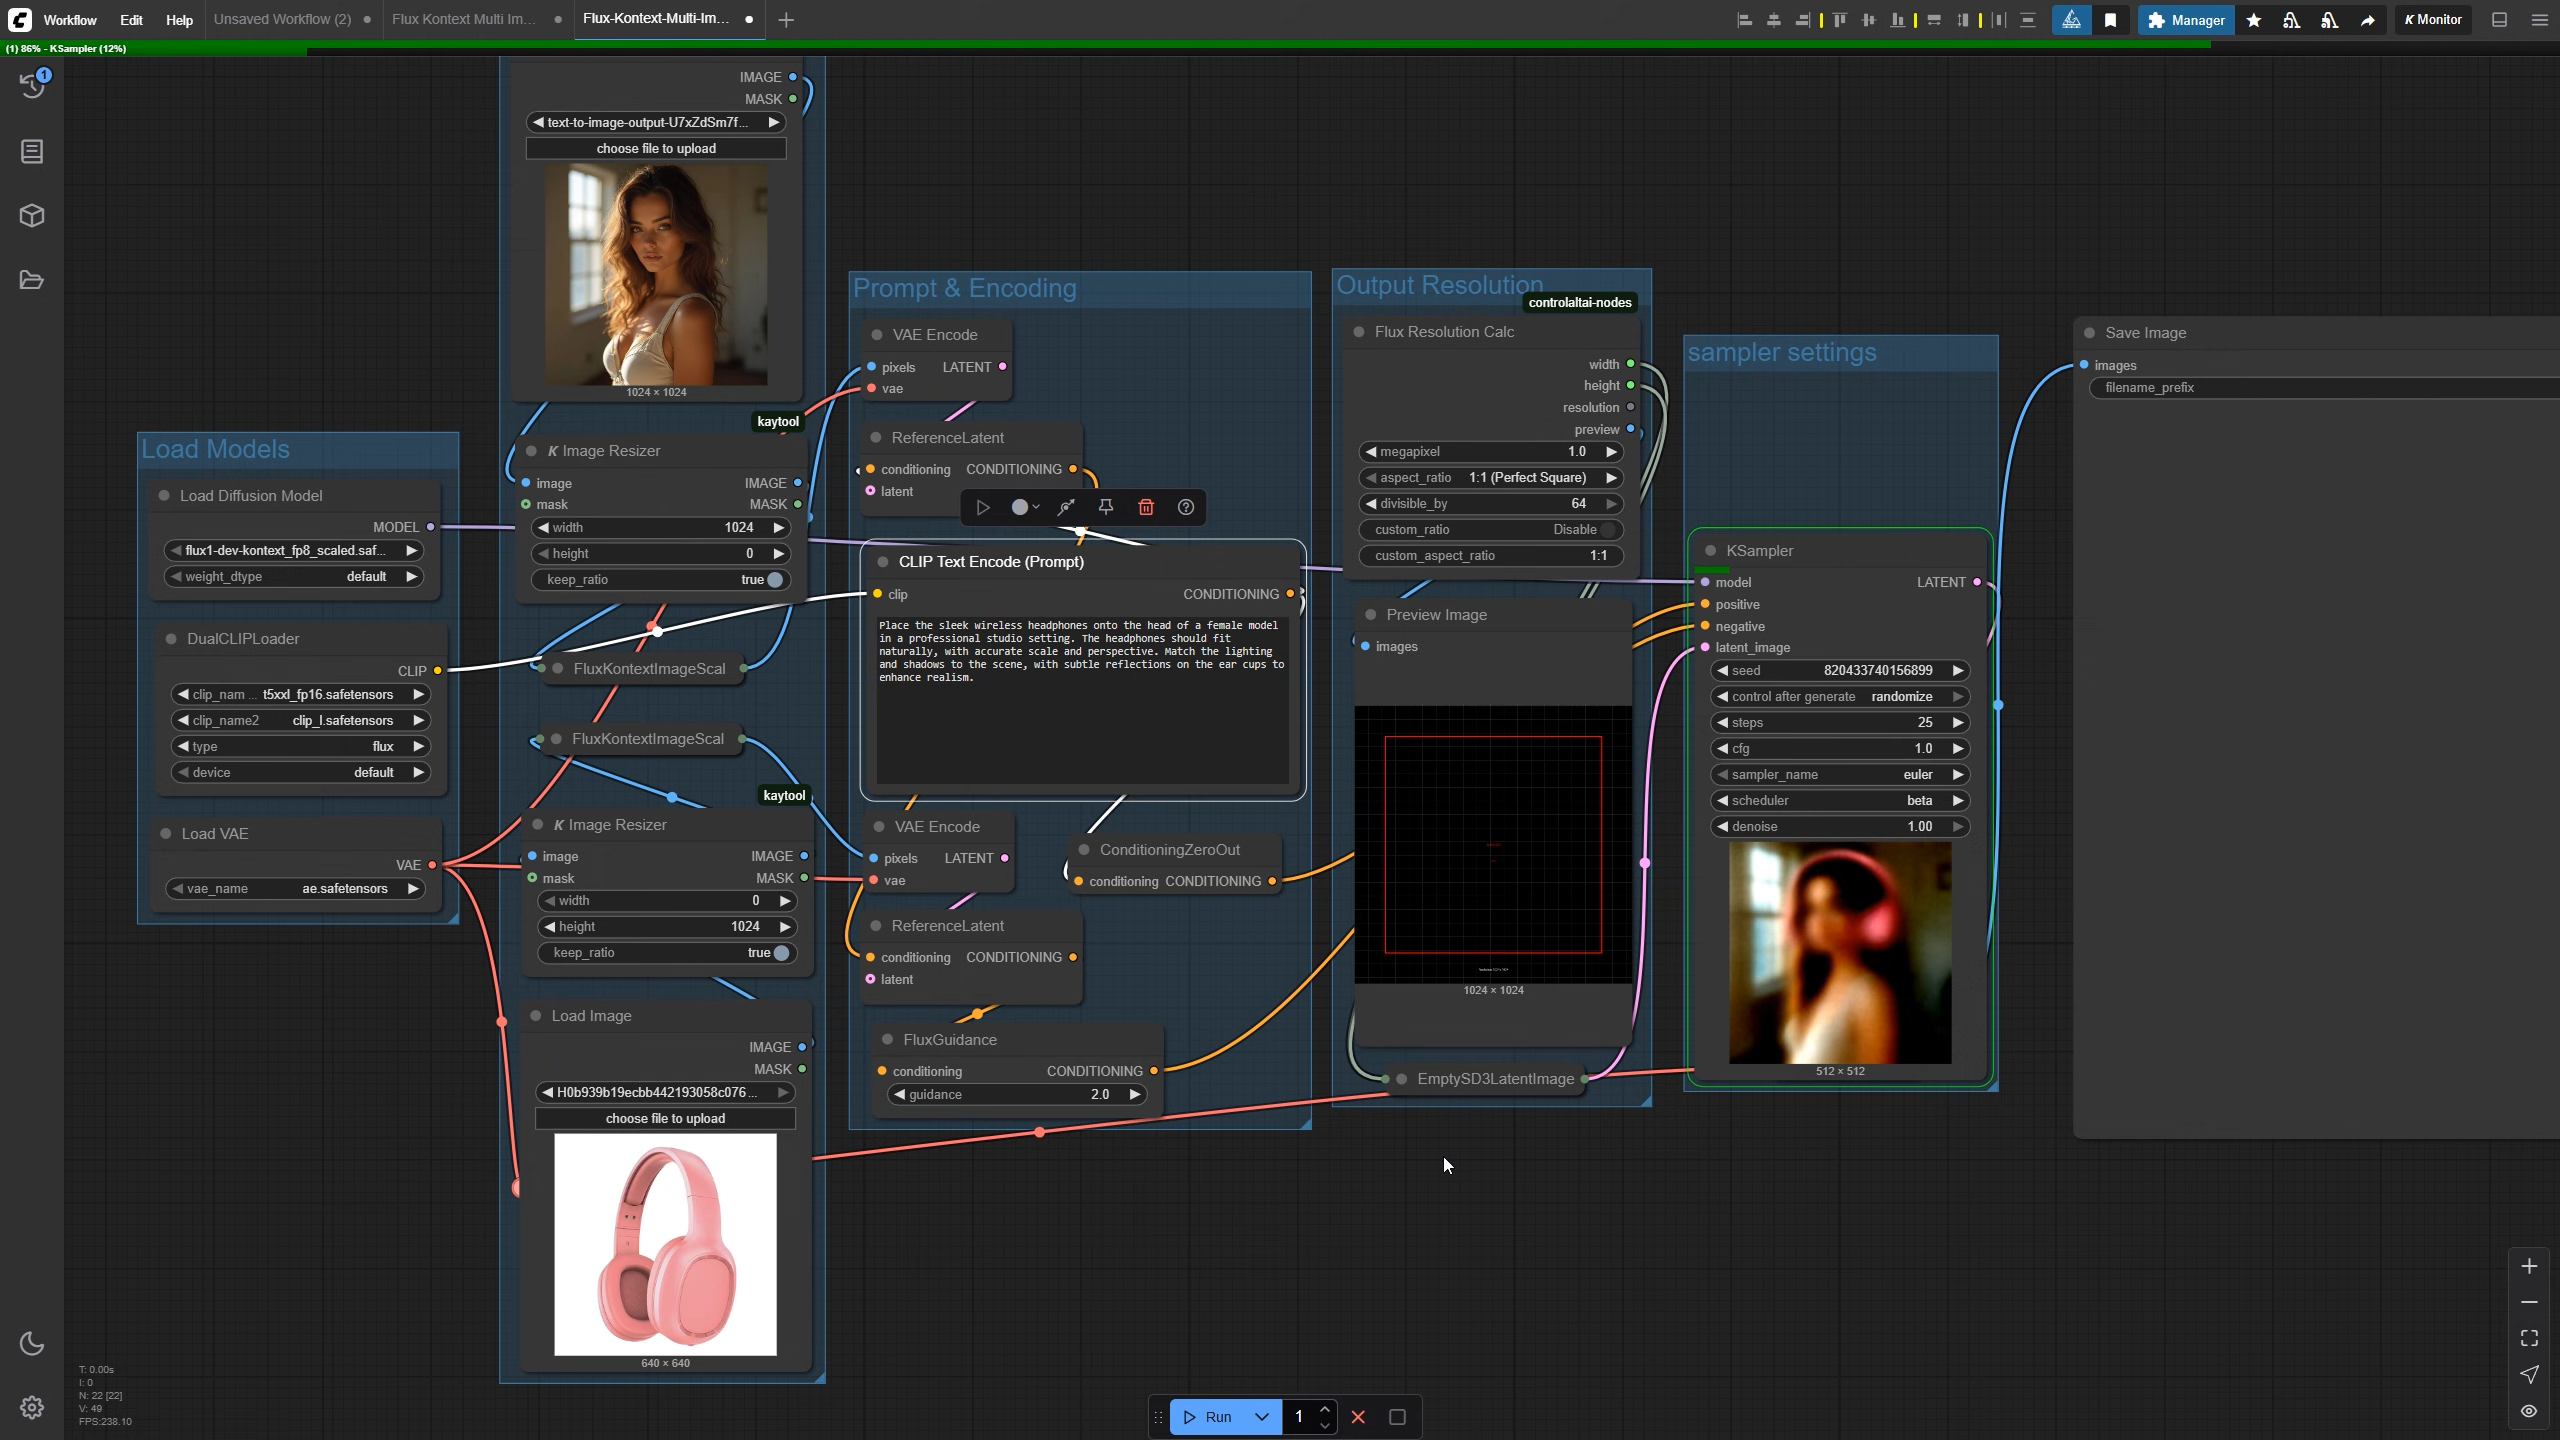 Workflow Edit Help Unsaved Workflow (2) Flux Kontext Multi Im... Flux-Kontext-Multi-Im...
Manager K Monitor
(1) 86% - KSampler (12%)
1
IMAGE
MASK
text-to-image-output-U7xZdSm7f...
choose file to upload
1024 × 1024
kaytool
K Image Resizer
image IMAGE
mask MASK
width 1024
height 0
keep_ratio true
FluxKontextImageScal
FluxKontextImageScal
kaytool
K Image Resizer
image IMAGE
mask MASK
width 0
height 1024
keep_ratio true
Load Image
IMAGE
MASK
H0b939b19ecbb442193058c076...
choose file to upload
640 × 640
Load Models
Load Diffusion Model
MODEL
flux1-dev-kontext_fp8_scaled.saf...
weight_dtype default
DualCLIPLoader
CLIP
clip_nam ... t5xxl_fp16.safetensors
clip_name2 clip_l.safetensors
type flux
device default
Load VAE
VAE
vae_name ae.safetensors
Prompt & Encoding
VAE Encode
pixels LATENT
vae
ReferenceLatent
conditioning CONDITIONING
latent
CLIP Text Encode (Prompt)
clip CONDITIONING
Place the sleek wireless headphones onto the head of a female model
in a professional studio setting. The headphones should fit
naturally, with accurate scale and perspective. Match the lighting
and shadows to the scene, with subtle reflections on the ear cups to
enhance realism.
VAE Encode
pixels LATENT
vae
ConditioningZeroOut
conditioning CONDITIONING
ReferenceLatent
conditioning CONDITIONING
latent
FluxGuidance
conditioning CONDITIONING
guidance 2.0
Output Resolution
controlaltai-nodes
Flux Resolution Calc
width
height
resolution
preview
megapixel 1.0
aspect_ratio 1:1 (Perfect Square)
divisible_by 64
custom_ratio Disable
custom_aspect_ratio 1:1
Preview Image
images
1024 × 1024
EmptySD3LatentImage
sampler settings
KSampler
model LATENT
positive
negative
latent_image
seed 820433740156899
control after generate randomize
steps 25
cfg 1.0
sampler_name euler
scheduler beta
denoise 1.00
512 × 512
Save Image
images
filename_prefix
T: 0.00s
I: 0
N: 22 [22]
V: 49
FPS:238.10
Run 1